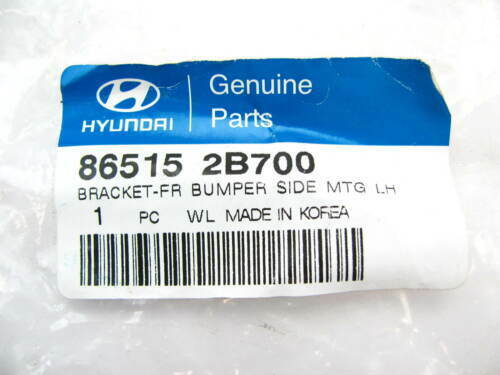 Genuine
Parts
HYUNDAI
86515 2B700
BRACKET-FR BUMPER SIDE MTG LH
1 PC WL MADE IN KOREA